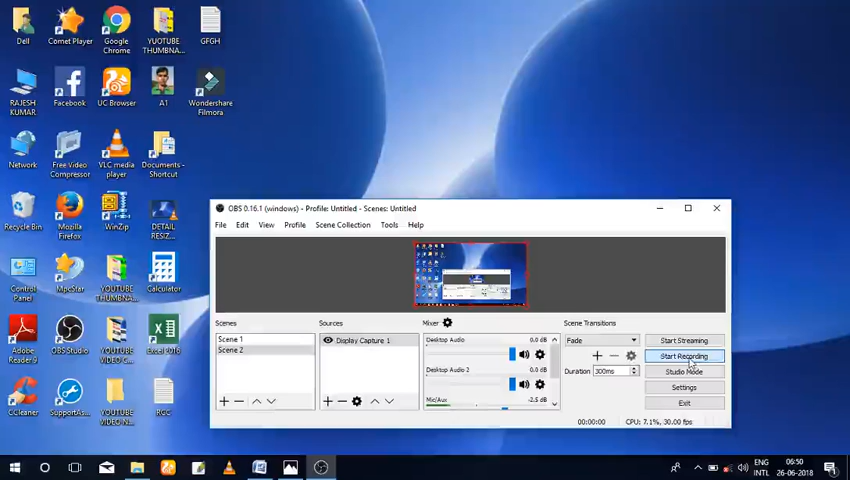 Dell
Comet Player
Google
Chrome
YUOTUBE
THUMBNA...
GFGH
RAJESH
KUMAR
Facebook
UC Browser
A1
Wondershare
Filmora
Network
Free Video
Compressor
VLC media
player
Documents -
Shortcut
Recycle Bin
Mozilla
Firefox
WinZip
DETAIL
RESIZ...
Control
Panel
MpcStar
YOUTUBE
THUMBNA...
Calculator
Adobe
Reader 9
OBS Studio
YOUTUBE
VIDEO C...
Excel 2016
CCleaner
SupportAs...
YOUTUBE
VIDEO N...
RGC
OBS 0.16.1 (windows) - Profile: Untitled - Scenes: Untitled
File Edit View Profile Scene Collection Tools Help
Scenes
Scene 1
Scene 2
Sources
Display Capture 1
Mixer
Desktop Audio 0.0 dB
Desktop Audio 2 0.0 dB
Mic/Aux -2.5 dB
Scene Transitions
Fade
Duration 300ms
Start Streaming
Start Recording
Studio Mode
Settings
Exit
00:00:00 CPU: 7.1%, 30.00 fps
ENG
INTL
06:50
26-06-2018